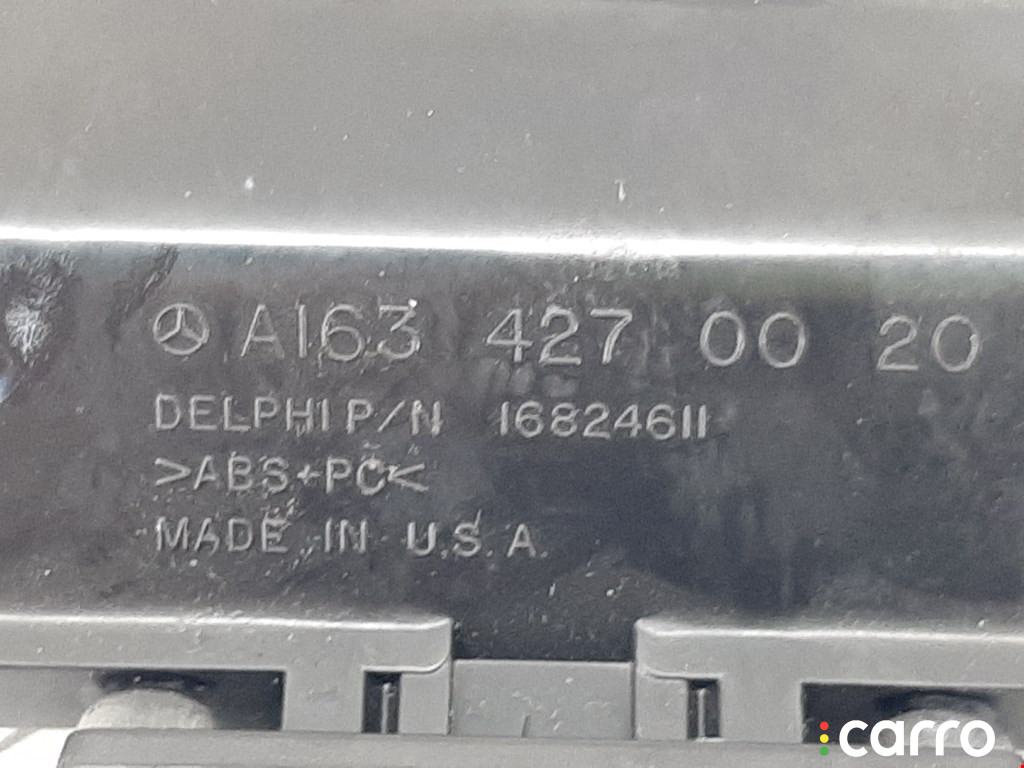 A163 427 00 20
DELPHI P/N 16824611
>ABS+PC<
MADE IN U.S.A.
carro